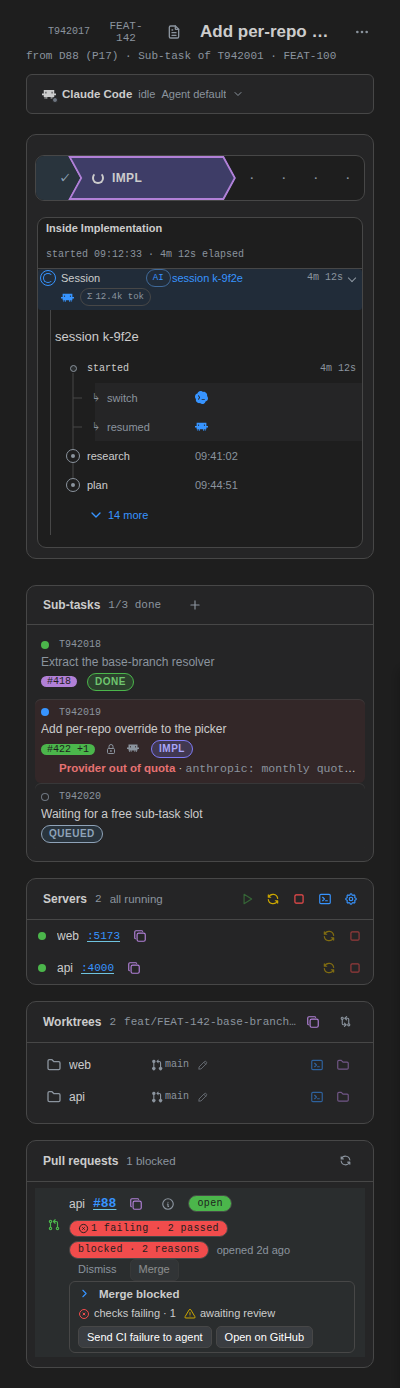 T942017 FEAT-142 Add per-repo …
from D88 (P17) · Sub-task of T942001 · FEAT-100
Claude Code idle Agent default
IMPL
Inside Implementation
started 09:12:33 · 4m 12s elapsed
Session AI session k-9f2e 4m 12s
Σ 12.4k tok
session k-9f2e
started 4m 12s
↳ switch
↳ resumed
research 09:41:02
plan 09:44:51
14 more
Sub-tasks 1/3 done
T942018
Extract the base-branch resolver
#418 DONE
T942019
Add per-repo override to the picker
#422 +1 IMPL
Provider out of quota · anthropic: monthly quot…
T942020
Waiting for a free sub-task slot
QUEUED
Servers 2 all running
web :5173
api :4000
Worktrees 2 feat/FEAT-142-base-branch…
web main
api main
Pull requests 1 blocked
api #88 open
1 failing · 2 passed
blocked · 2 reasons opened 2d ago
Dismiss Merge
Merge blocked
checks failing · 1 awaiting review
Send CI failure to agent Open on GitHub